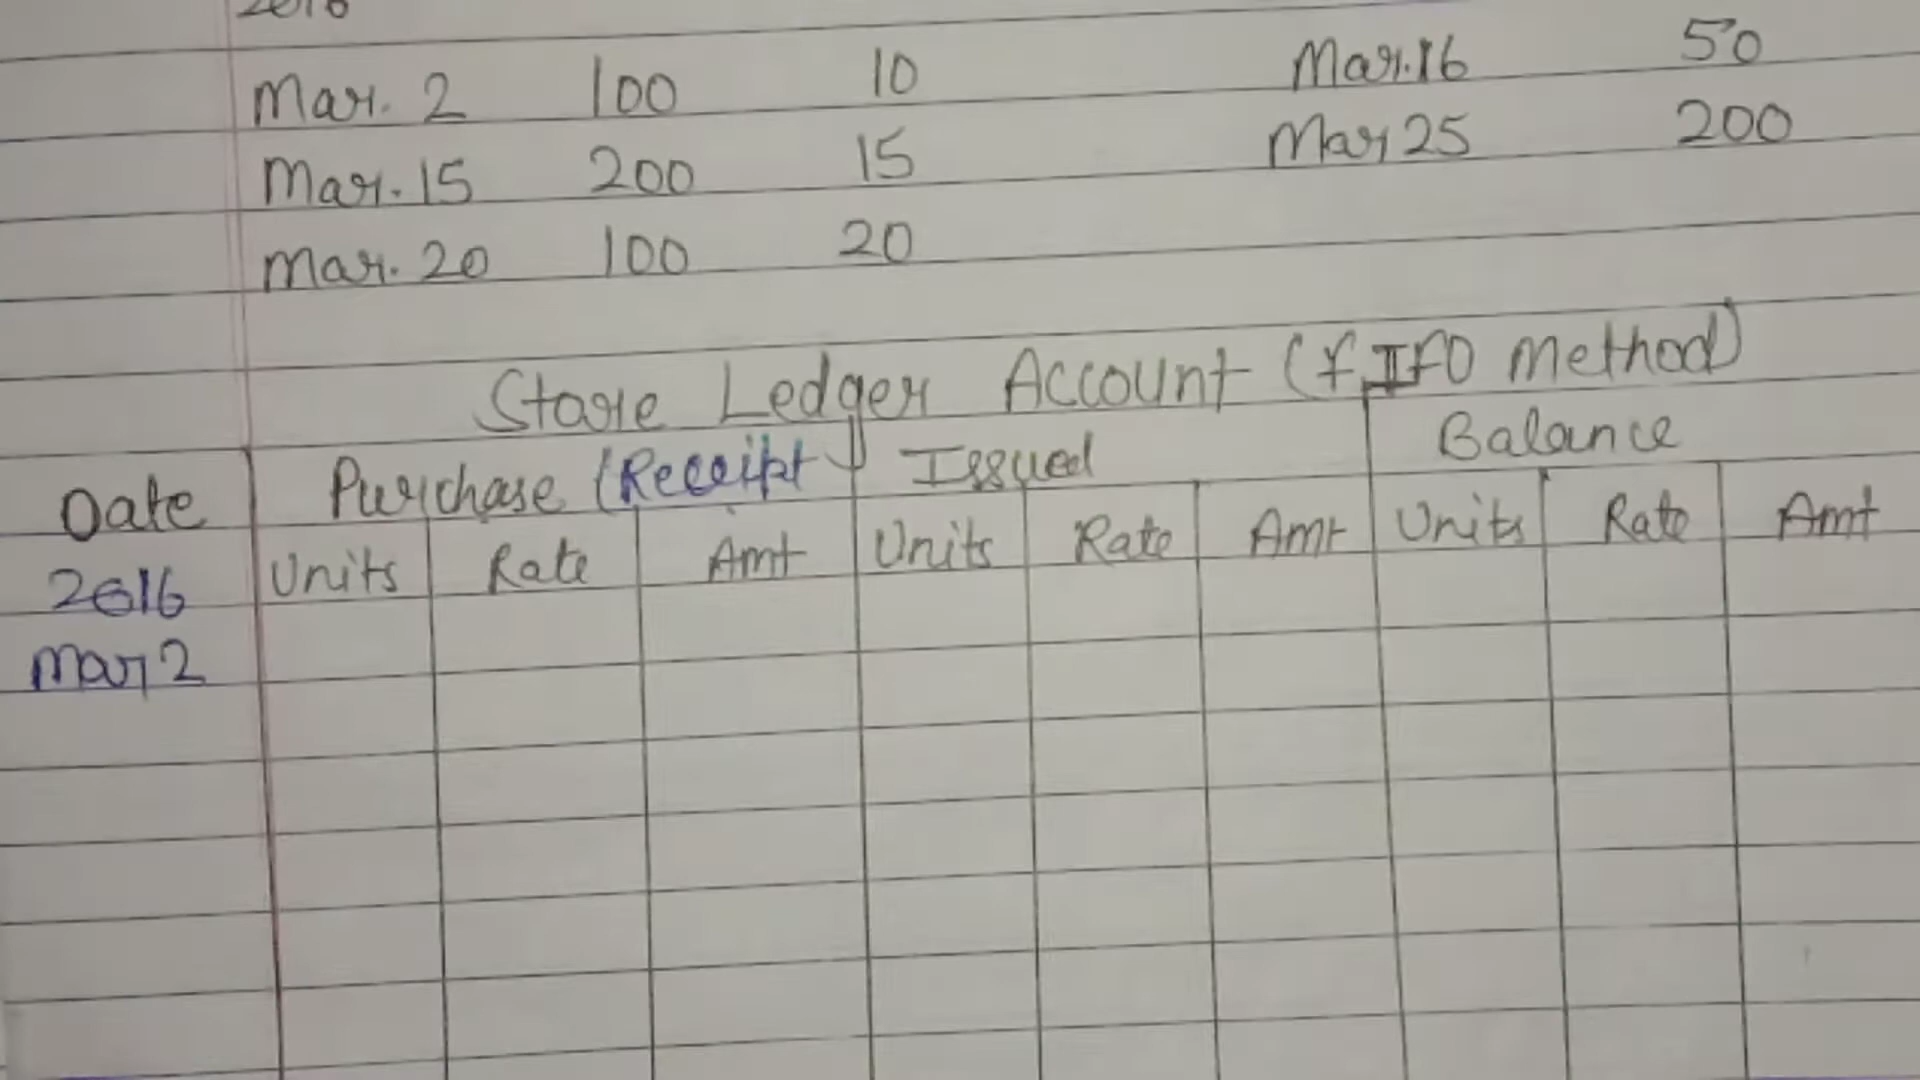 2016
Mar. 2 100 10 Mar.16 50
Mar. 15 200 15 Mar 25 200
Mar. 20 100 20
Store Ledger Account (FIFO Method)
Date Purchase (Receipt) Issued Balance
2016 Units Rate Amt Units Rate Amt Units Rate Amt
Mar 2